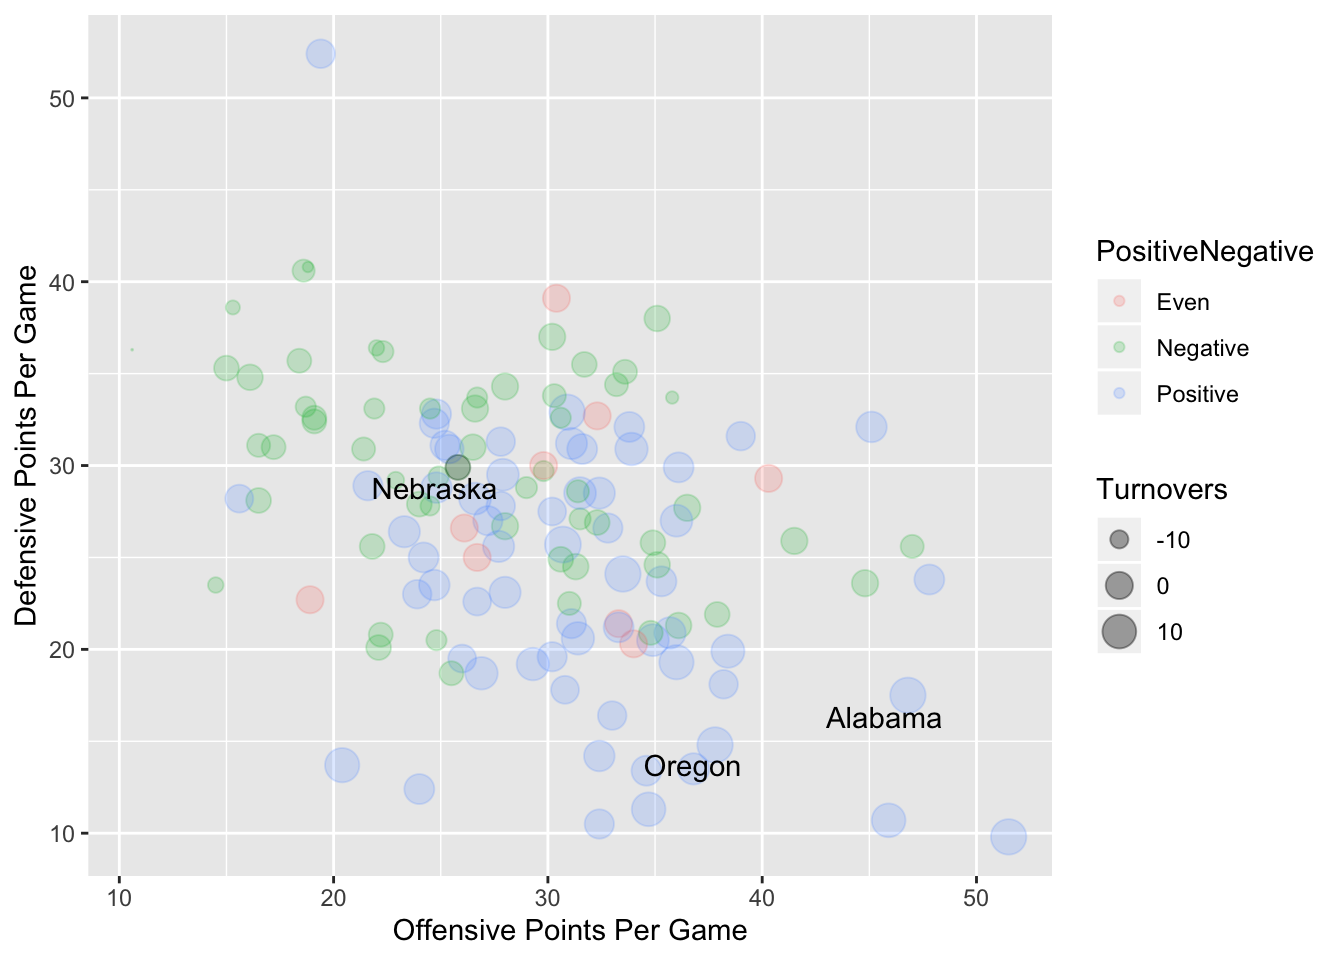 50
40
30
20
10
Defensive Points Per Game
Nebraska
Alabama
Oregon
10
20
30
40
50
Offensive Points Per Game
PositiveNegative
Even
Negative
Positive
Turnovers
-10
0
10